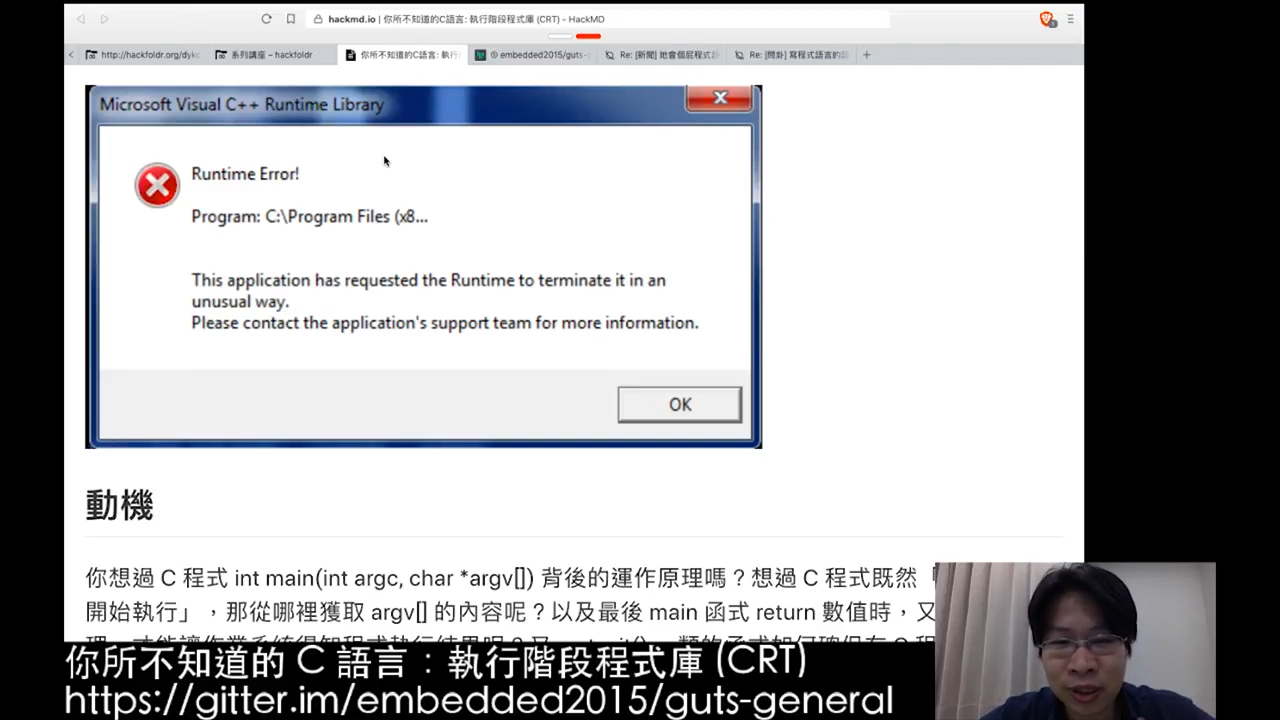 hackmd.io | 你所不知道的C語言: 執行階段程式庫 (CRT) - HackMD
http://hackfoldr.org/dykc
系列講座 – hackfoldr
你所不知道的C語言: 執行
embedded2015/guts-
Re: [新聞] 她會個屁程式
Re: [問卦] 寫程式語言的
Microsoft Visual C++ Runtime Library
Runtime Error!
Program: C:\Program Files (x8...
This application has requested the Runtime to terminate it in an
unusual way.
Please contact the application's support team for more information.
OK
動機
你想過 C 程式 int main(int argc, char *argv[]) 背後的運作原理嗎？想過 C 程式既然「
開始執行」，那從哪裡獲取 argv[] 的內容呢？以及最後 main 函式 return 數值時，又
你所不知道的 C 語言：執行階段程式庫 (CRT)
https://gitter.im/embedded2015/guts-general